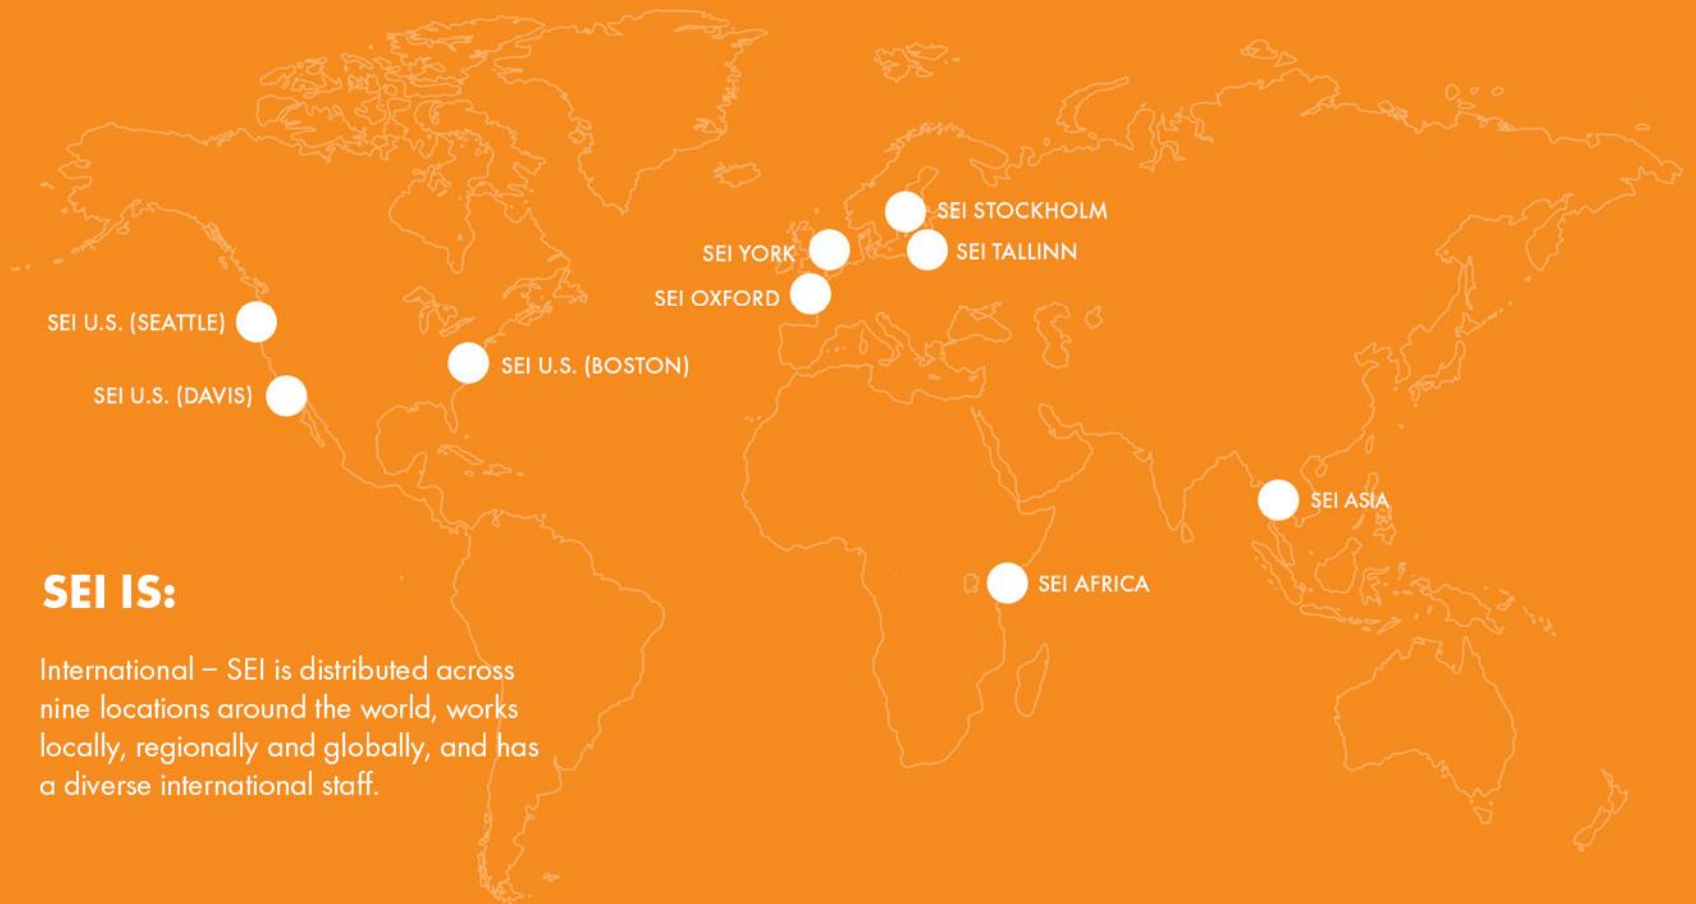 SEI STOCKHOLM
SEI YORK
SEI TALLINN
SEI OXFORD
SEI U.S. (SEATTLE)
SEI U.S. (BOSTON)
SEI U.S. (DAVIS)
SEI ASIA
SEI AFRICA
SEI IS:
International – SEI is distributed across
nine locations around the world, works
locally, regionally and globally, and has
a diverse international staff.